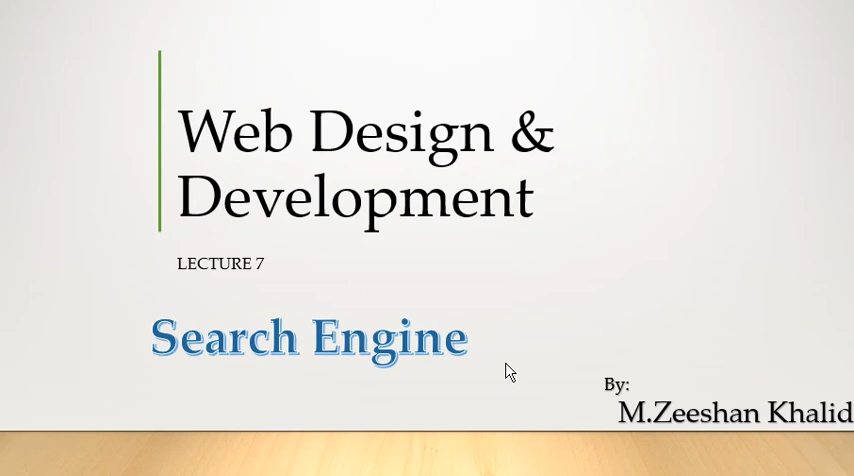 Web Design &
Development
LECTURE 7
Search Engine
By:
M.Zeeshan Khalid